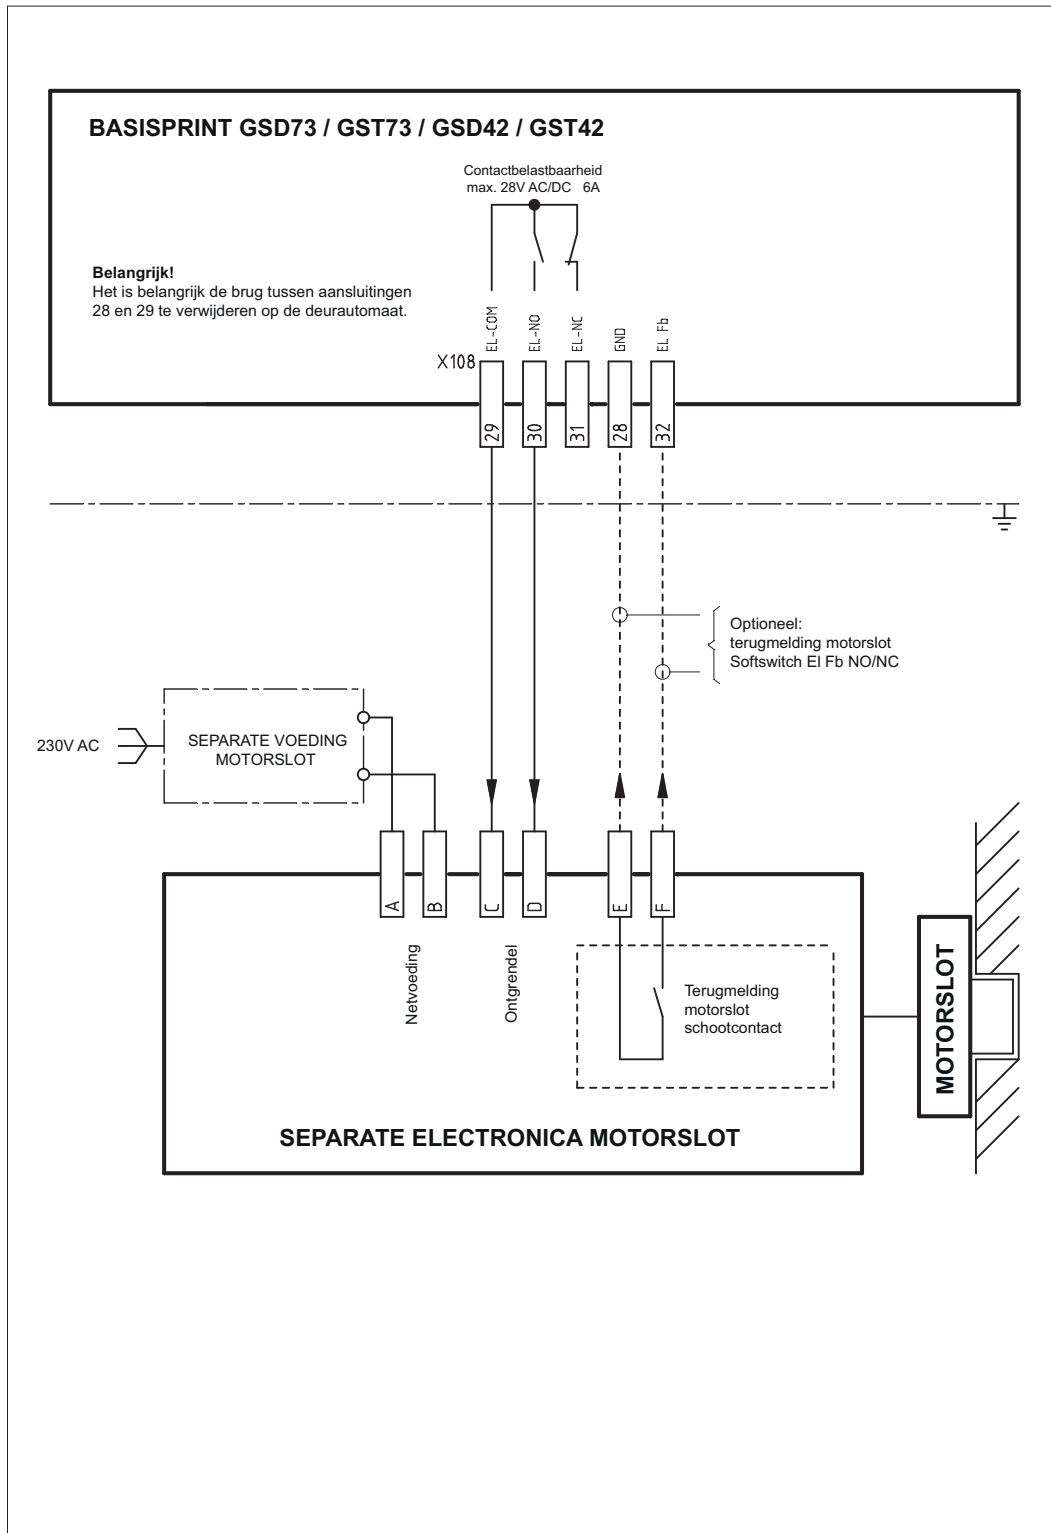 BASISPRINT GSD73 / GST73 / GSD42 / GST42
Contactbelastbaarheid
max. 28V AC/DC 6A
Belangrijk!
Het is belangrijk de brug tussen aansluitingen
28 en 29 te verwijderen op de deurautomaat.
EL-COM
EL-NO
EL-NC
GND
EL Fb
X108
29
30
31
28
32
Optioneel:
terugmelding motorslot
Softswitch El Fb NO/NC
230V AC
SEPARATE VOEDING
MOTORSLOT
A
B
C
D
E
F
Netvoeding
Ontgrendel
Terugmelding
motorslot
schootcontact
MOTORSLOT
SEPARATE ELECTRONICA MOTORSLOT